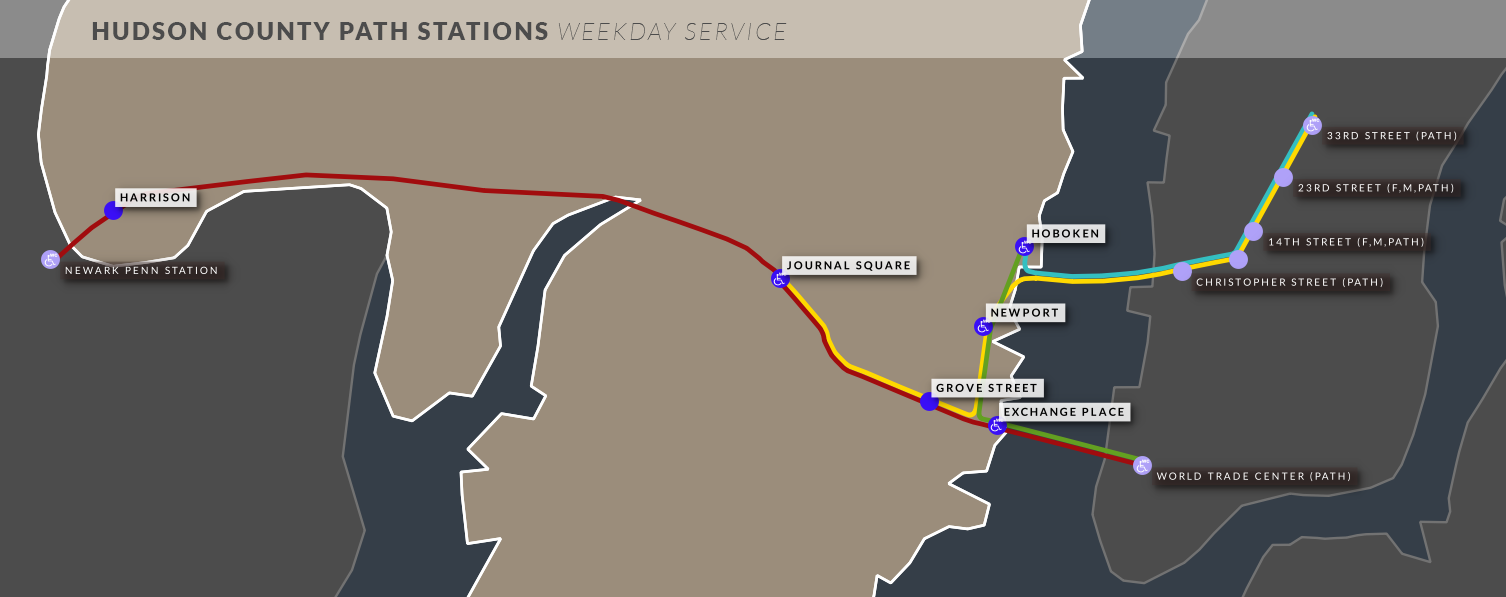 HUDSON COUNTY PATH STATIONS WEEKDAY SERVICE
33RD STREET (PATH)
23RD STREET (F,M,PATH)
HARRISON
HOBOKEN
14TH STREET (F,M,PATH)
JOURNAL SQUARE
NEWARK PENN STATION
CHRISTOPHER STREET (PATH)
NEWPORT
GROVE STREET
EXCHANGE PLACE
WORLD TRADE CENTER (PATH)